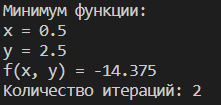 Минимум функции:
x = 0.5
y = 2.5
f(x, y) = -14.375
Количество итераций: 2